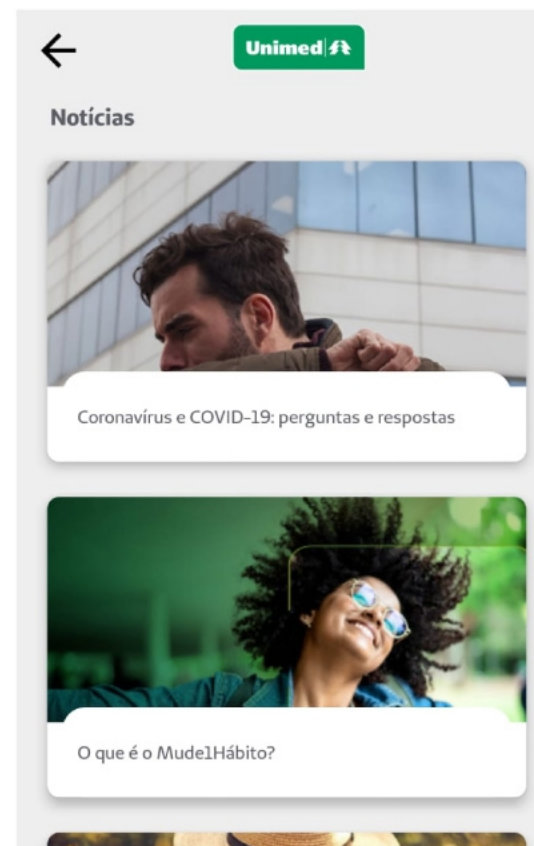 Unimed
Notícias
Coronavírus e COVID-19: perguntas e respostas
O que é o Mude1Hábito?